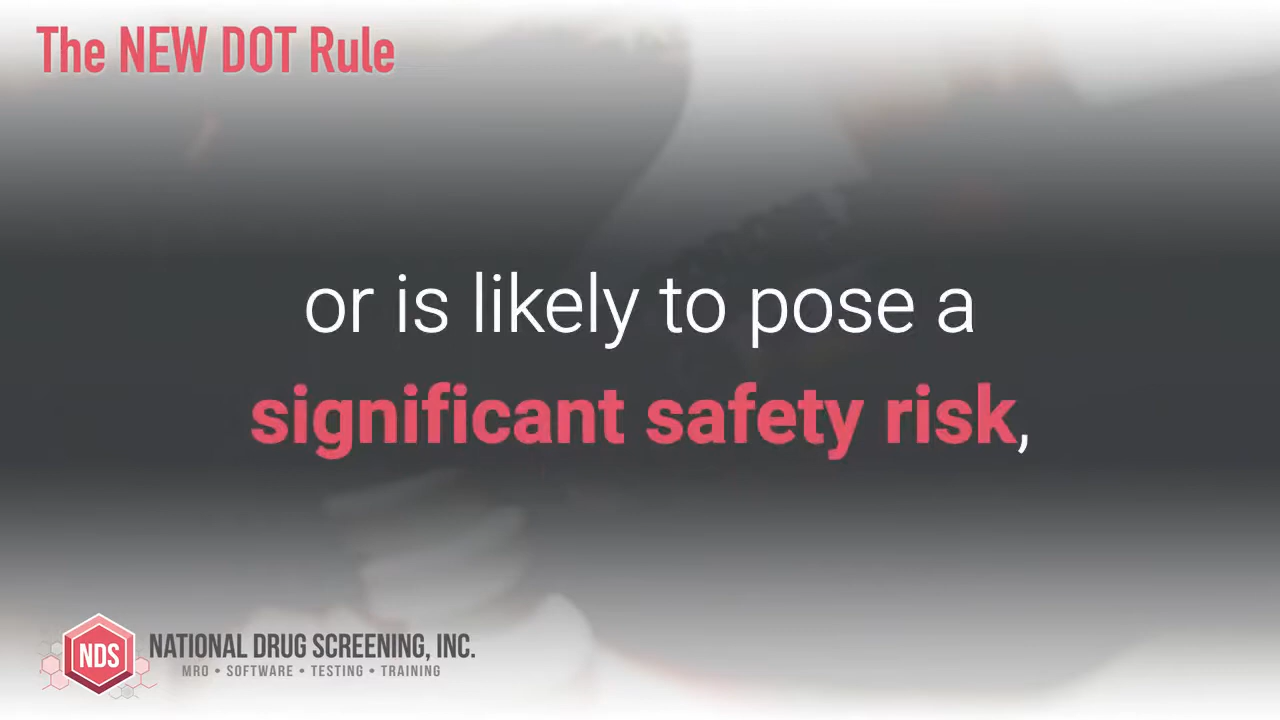 The NEW DOT Rule
or is likely to pose a
significant safety risk,
NDS
NATIONAL DRUG SCREENING, INC.
MRO • SOFTWARE • TESTING • TRAINING